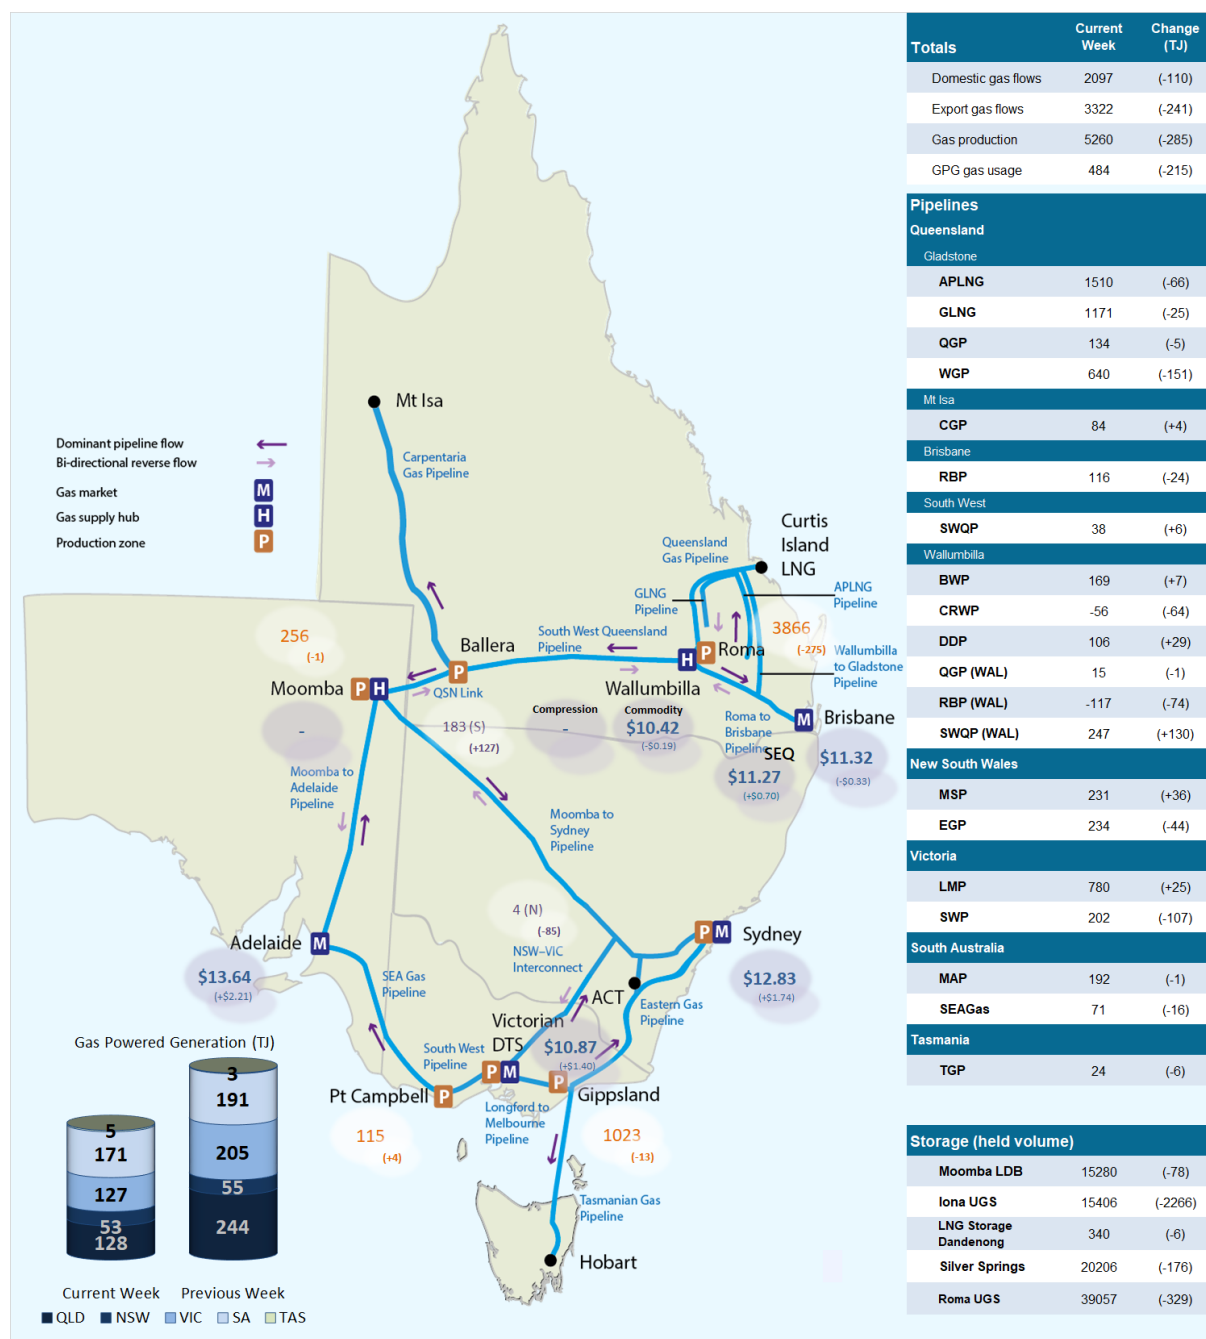 Mt Isa
Dominant pipeline flow
Bi-directional reverse flow
Gas market M
Gas supply hub H
Production zone P
Carpentaria
Gas Pipeline
Curtis
Island
LNG
Queensland
Gas Pipeline
GLNG
Pipeline
APLNG
Pipeline
256
(-1)
3866
(-275)
Ballera
South West Queensland
Pipeline
P
H
P
Roma
Wallumbilla
to Gladstone
Pipeline
Moomba
P
H
QSN Link
Wallumbilla
-
183 (S)
(+127)
Compression
-
Commodity
$10.42
(-$0.19)
Roma to
Brisbane
Pipeline
M
Brisbane
SEQ
$11.27
(+$0.70)
$11.32
(-$0.33)
Moomba to
Adelaide
Pipeline
Moomba to
Sydney
Pipeline
4 (N)
(-85)
NSW–VIC
Interconnect
Adelaide
M
$13.64
(+$2.21)
SEA Gas
Pipeline
P
M
Sydney
$12.83
(+$1.74)
ACT
Eastern Gas
Pipeline
Victorian
DTS
$10.87
(+$1.40)
South West
Pipeline
P
M
P
Gippsland
Pt Campbell
P
115
(+4)
Longford to
Melbourne
Pipeline
1023
(-13)
Tasmanian Gas
Pipeline
Hobart
Gas Powered Generation (TJ)
5
171
127
53
128
3
191
205
55
244
Current Week Previous Week
QLD NSW VIC SA TAS
Totals Current Week Change (TJ)
Domestic gas flows 2097 (-110)
Export gas flows 3322 (-241)
Gas production 5260 (-285)
GPG gas usage 484 (-215)
Pipelines
Queensland
Gladstone
APLNG 1510 (-66)
GLNG 1171 (-25)
QGP 134 (-5)
WGP 640 (-151)
Mt Isa
CGP 84 (+4)
Brisbane
RBP 116 (-24)
South West
SWQP 38 (+6)
Wallumbilla
BWP 169 (+7)
CRWP -56 (-64)
DDP 106 (+29)
QGP (WAL) 15 (-1)
RBP (WAL) -117 (-74)
SWQP (WAL) 247 (+130)
New South Wales
MSP 231 (+36)
EGP 234 (-44)
Victoria
LMP 780 (+25)
SWP 202 (-107)
South Australia
MAP 192 (-1)
SEAGas 71 (-16)
Tasmania
TGP 24 (-6)
Storage (held volume)
Moomba LDB 15280 (-78)
Iona UGS 15406 (-2266)
LNG Storage
Dandenong 340 (-6)
Silver Springs 20206 (-176)
Roma UGS 39057 (-329)